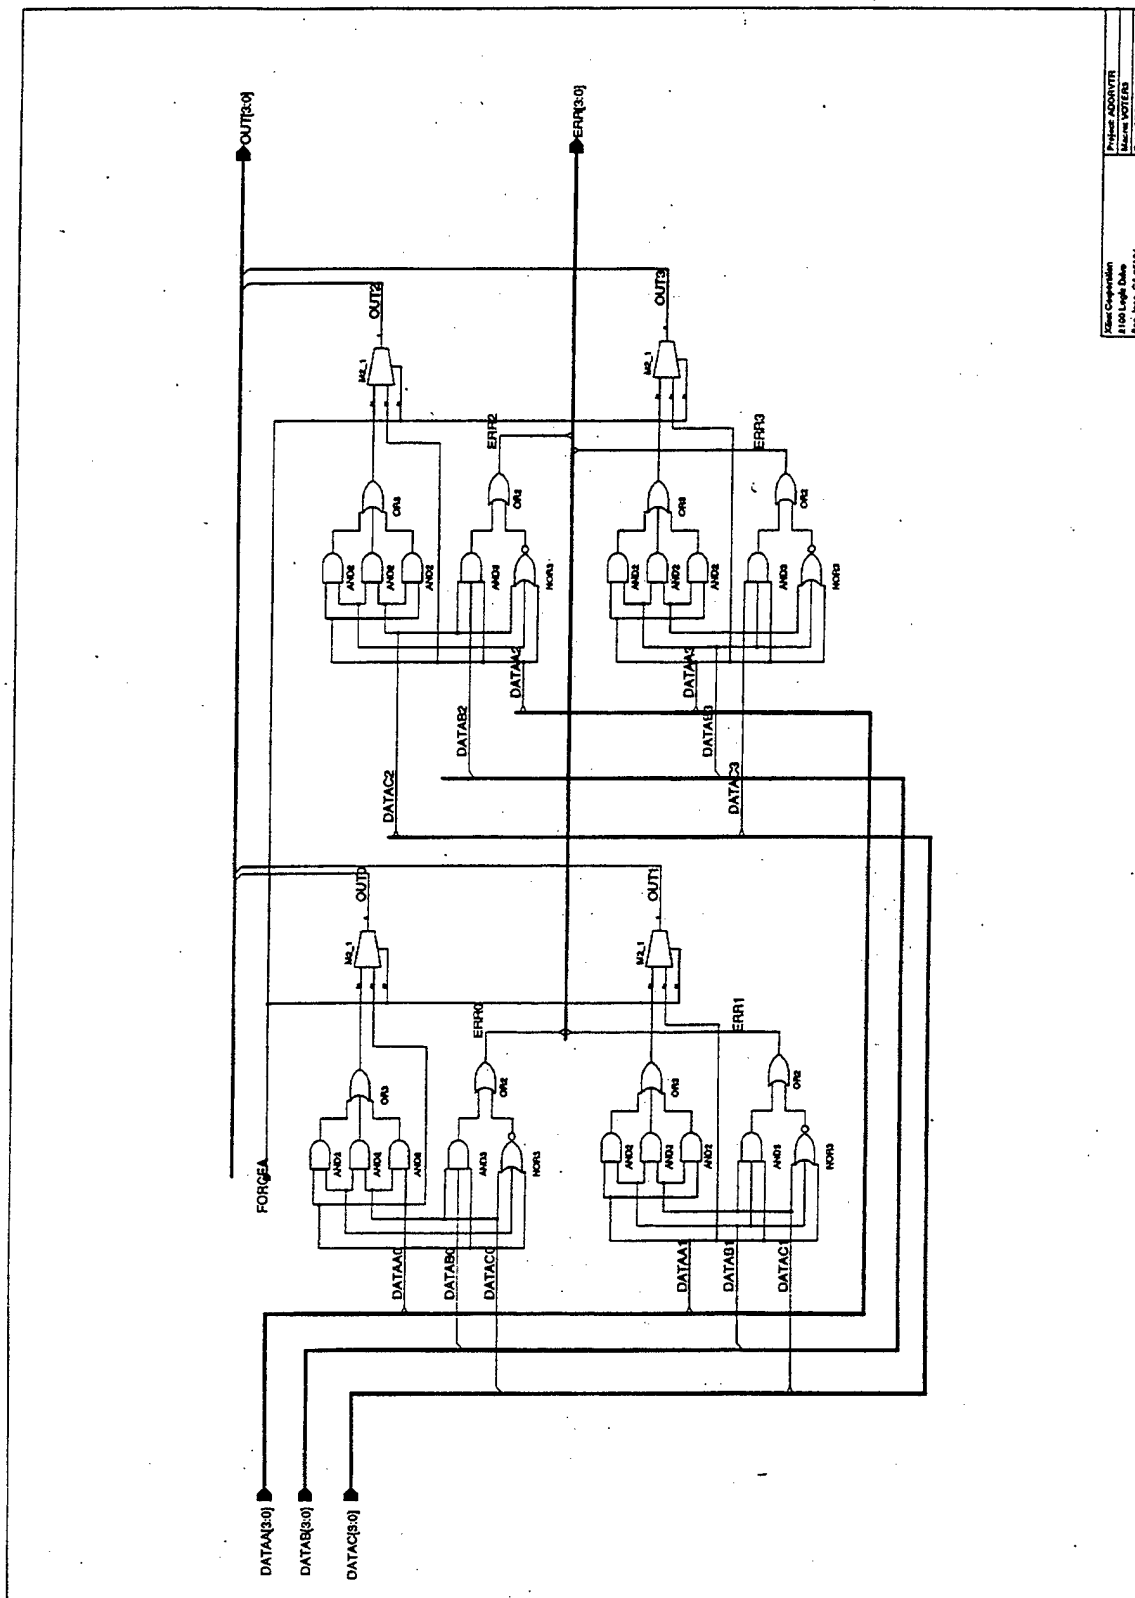 DATAA[3:0]
DATAB[3:0]
DATAC[3:0]
OUT[3:0]
ERR[3:0]
FORCEA
DATAA0
DATAB0
DATAC0
AND2
AND2
AND2
OR3
AND3
NOR3
OR2
M2_1
ERR0
DATAA1
DATAB1
DATAC1
AND2
AND2
AND2
OR3
AND3
NOR3
OR2
M2_1
OUT1
ERR1
DATAC2
DATAB2
DATAA2
AND2
AND2
AND2
OR3
AND3
NOR3
OR2
M2_1
OUT2
ERR2
DATAC3
DATAB3
DATAA3
AND2
AND2
AND2
OR3
AND3
NOR3
OR2
M2_1
OUT3
ERR3
Xilinx Corporation
2100 Logic Drive
Project: ADDRVTR
Macro: VOTER3